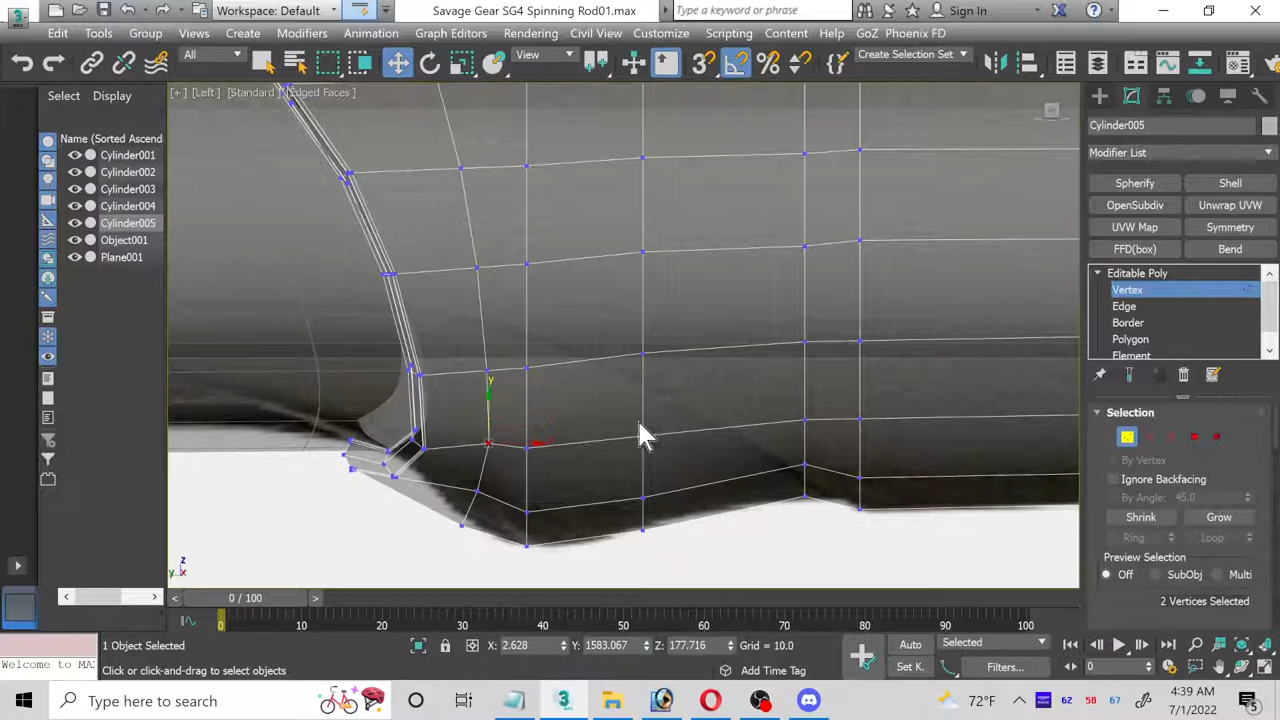 Workspace: Default
Savage Gear SG4 Spinning Rod01.max
Type a keyword or phrase
Sign In
Edit Tools Group Views Create Modifiers Animation Graph Editors Rendering Civil View Customize Scripting Content Help GoZ Phoenix FD
All
View
Create Selection Set
Select Display
[+] [Left] [Standard] [Edged Faces]
Name (Sorted Ascend
Cylinder001
Cylinder002
Cylinder003
Cylinder004
Cylinder005
Object001
Plane001
Cylinder005
Modifier List
Spherify Shell
OpenSubdiv Unwrap UVW
UV Map Symmetry
FFD(box) Bend
Editable Poly
Vertex
Edge
Border
Polygon
Element
Selection
By Vertex
Ignore Backfacing
By Angle: 45.0
Shrink Grow
Ring Loop
Preview Selection
Off SubObj Multi
2 Vertices Selected
y
z
y x
0 / 100
0 10 20 30 40 50 60 70 80 90 100
1 Object Selected
X: 2.628 Y: 1583.067 Z: 177.716 Grid = 10.0
Auto Selected
Welcome to MA
Click or click-and-drag to select objects
Add Time Tag
Set K. Filters... 0
Type here to search
72°F
62 58 67
4:39 AM
7/1/2022
5